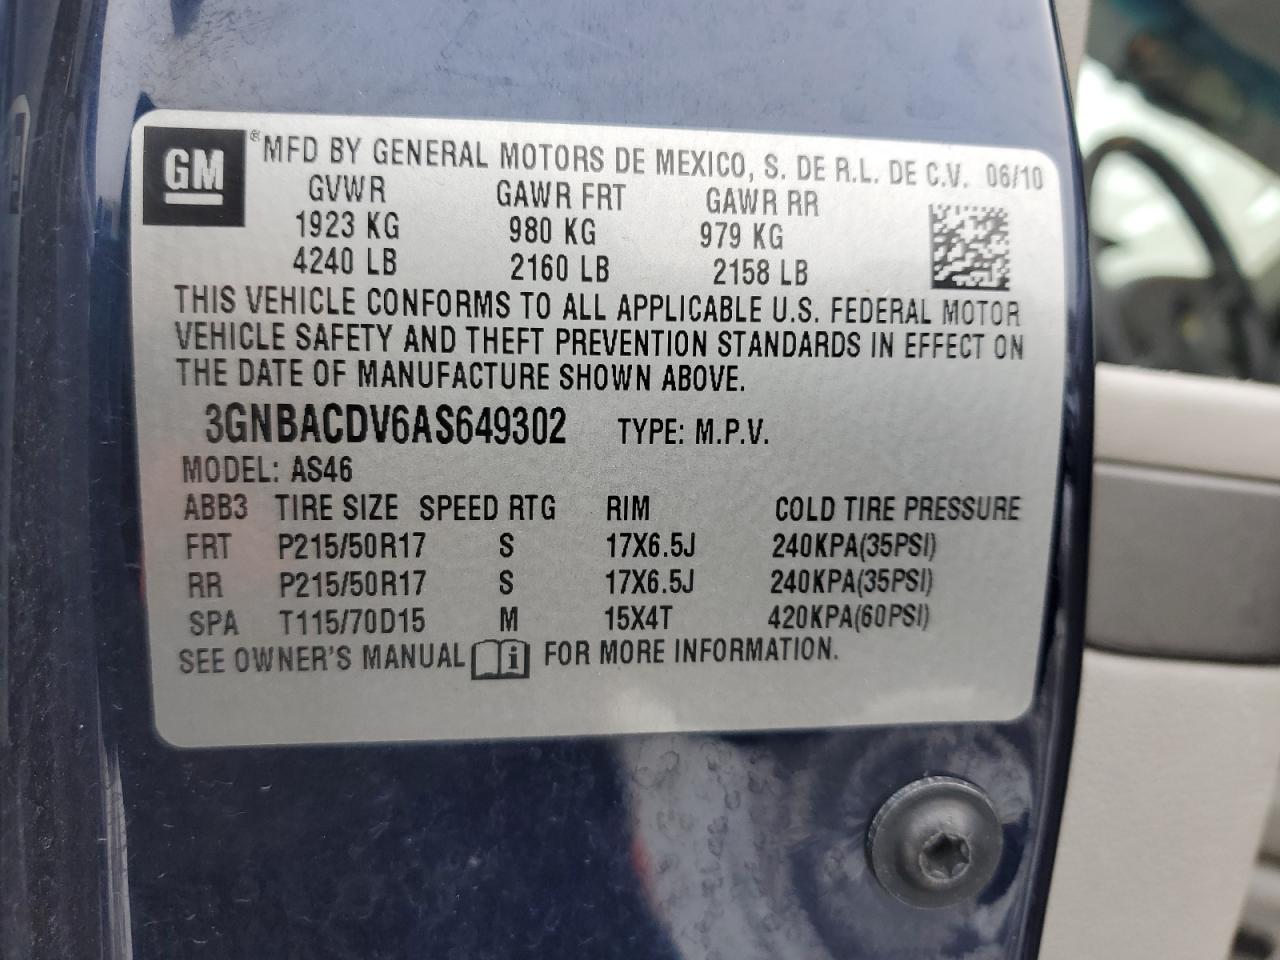 GM ® MFD BY GENERAL MOTORS DE MEXICO, S. DE R.L. DE C.V. 06/10
GVWR GAWR FRT GAWR RR
1923 KG 980 KG 979 KG
4240 LB 2160 LB 2158 LB
THIS VEHICLE CONFORMS TO ALL APPLICABLE U.S. FEDERAL MOTOR
VEHICLE SAFETY AND THEFT PREVENTION STANDARDS IN EFFECT ON
THE DATE OF MANUFACTURE SHOWN ABOVE.
3GNBACDV6AS649302 TYPE: M.P.V.
MODEL: AS46
ABB3 TIRE SIZE SPEED RTG RIM COLD TIRE PRESSURE
FRT P215/50R17 S 17X6.5J 240KPA(35PSI)
RR P215/50R17 S 17X6.5J 240KPA(35PSI)
SPA T115/70D15 M 15X4T 420KPA(60PSI)
SEE OWNER'S MANUAL i FOR MORE INFORMATION.